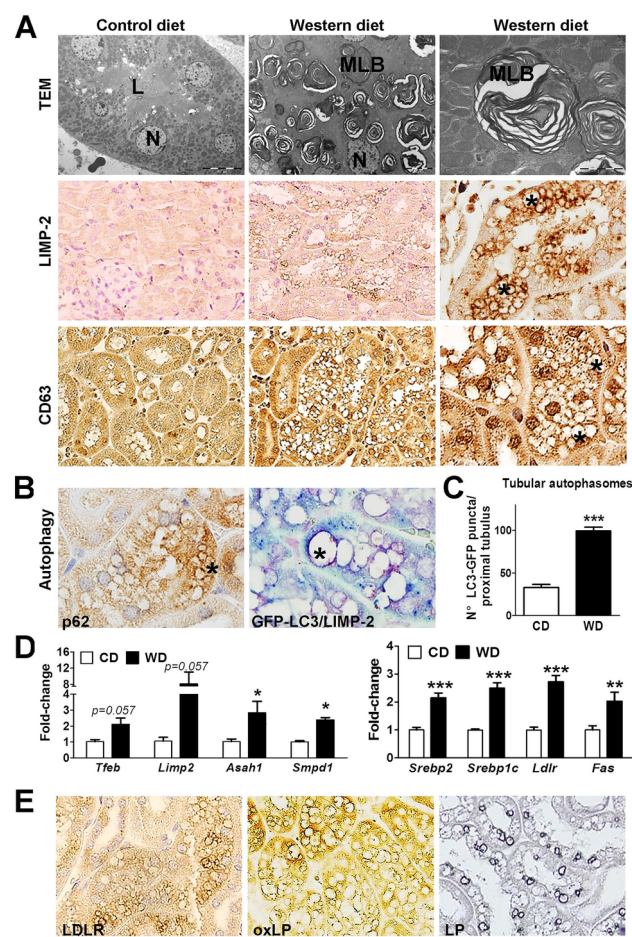 A
Control diet Western diet Western diet
TEM
L
N
MLB
N
MLB
LIMP-2
*
*
CD63
*
*
B
Autophagy
p62
*
GFP-LC3/LIMP-2
*
C
Tubular autophasomes
N° LC3-GFP puncta/
proximal tubulus
100
50
0
***
CD WD
D
CD WD
Fold-change
16
12
8
4
3
2
1
0
p=0.057
p=0.057
*
*
Tfeb Limp2 Asah1 Smpd1
CD WD
Fold-change
4
3
2
1
0
***
***
***
**
Srebp2 Srebp1c Ldlr Fas
E
LDLR
oxLP
LP